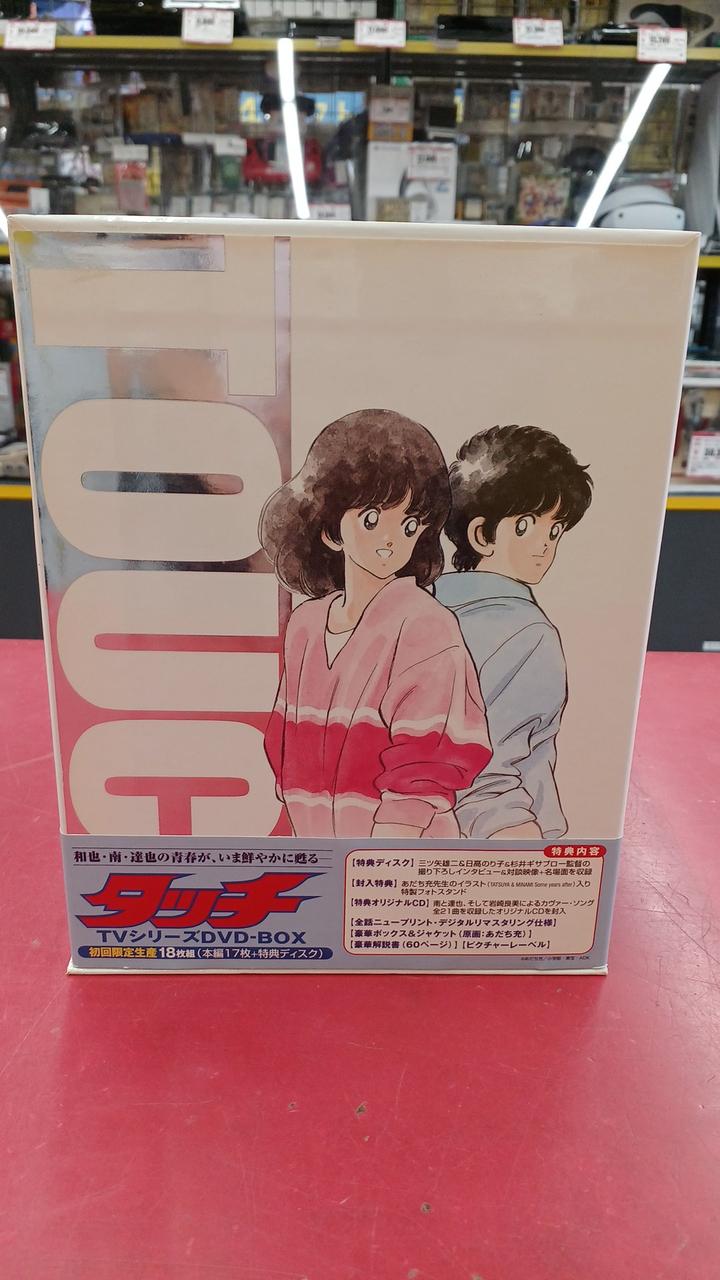 TOUC
和也・南・達也の青春が、いま鮮やかに甦る
タッチ
TVシリーズDVD-BOX
初回限定生産18枚組(本編17枚+特典ディスク)
特典内容
【特典ディスク】三ツ矢雄二&日髙のり子&杉井ギサブロー監督の
撮り下ろしインタビュー&対談映像+名場面を収録
【封入特典】あだち充先生のイラスト(TATSUYA & MINAMI Some years after)入り
特製フォトスタンド
【特典オリジナルCD】南と達也、そして岩崎良美によるカヴァー・ソング
全21曲を収録したオリジナルCDを封入
【全話ニュープリント・デジタルリマスタリング仕様】
【豪華ボックス&ジャケット(原画:あだち充)】
【豪華解説書(60ページ)】【ピクチャーレーベル】
©あだち充/小学館・東宝・ADK